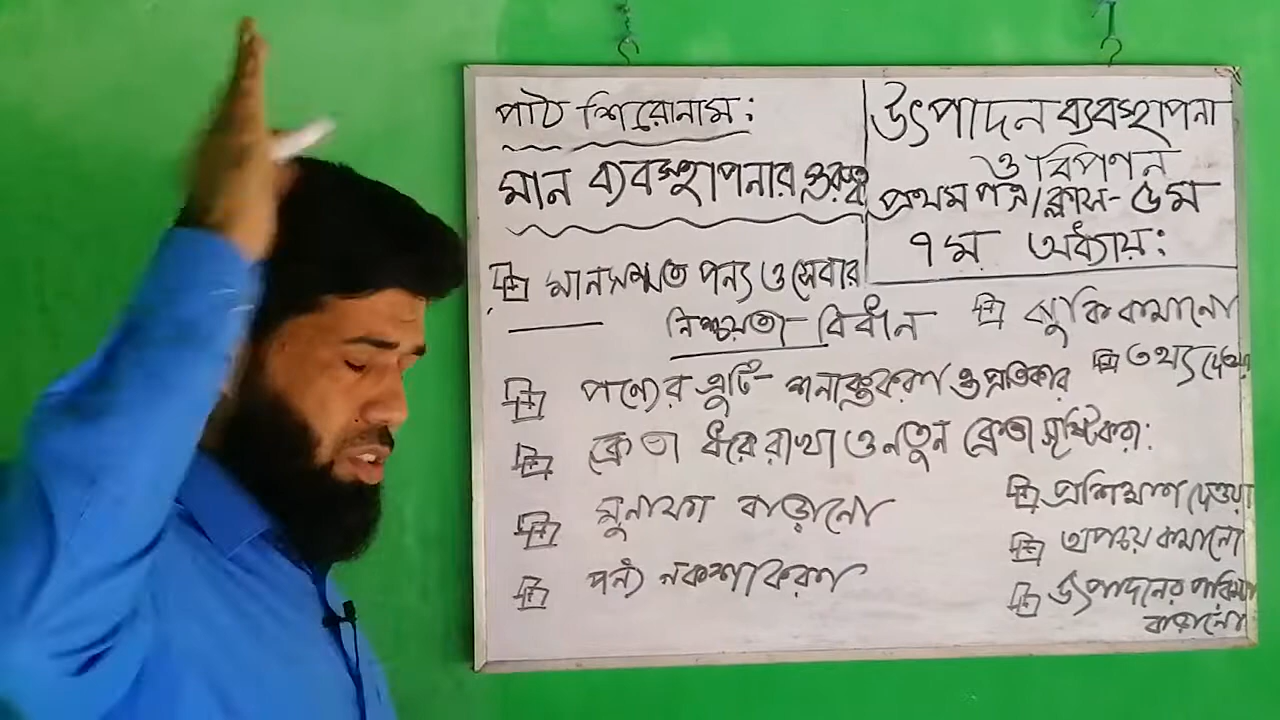 পাঠ শিরোনাম:
মান ব্যবস্থাপনার গুরুত্ব
উৎপাদন ব্যবস্থাপনা
ও বিপণন
প্রথম পত্র/ক্লাস-৫ম
৭ম অধ্যায়:
মানসম্মত পন্য ও সেবার
নিশ্চয়তা বিধান
ঝুকি কমানো
তথ্য দেওয়া
পণ্যের ত্রুটি শনাক্তকরণ ও প্রতিকার
ক্রেতা ধরে রাখা ও নতুন ক্রেতা সৃষ্টি করা:
মুনাফা বাড়ানো
পন্য নকশাকরণ
প্রশিক্ষণ দেওয়া
অপচয় কমানো
উৎপাদনের পরিমাণ
বাড়ানো